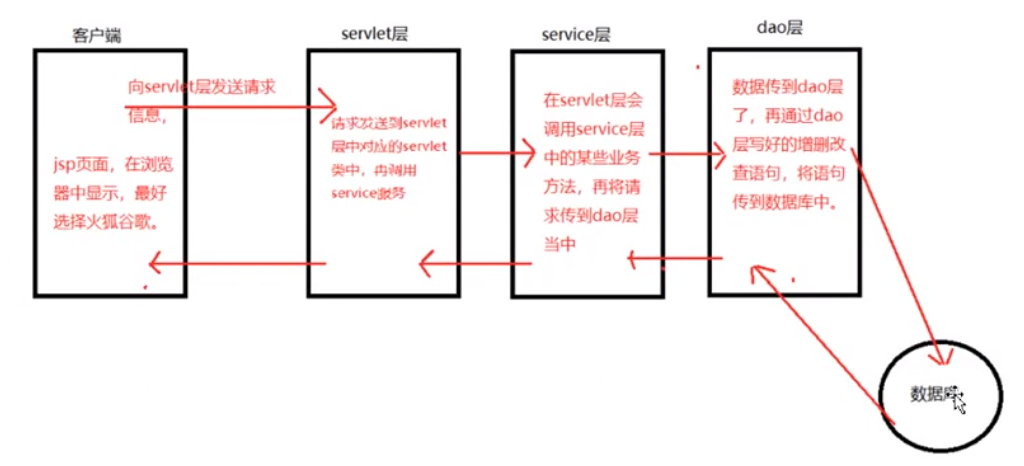 客户端
servlet层
service层
dao层
向servlet层发送请求
信息，
jsp页面，在浏览
器中显示，最好
选择火狐谷歌。
请求发送到servlet
层中对应的servlet
类中，再调用
service服务
在servlet层会
调用service层
中的某些业务
方法，再将请
求传到dao层
当中
数据传到dao层
了，再通过dao
层写好的增删改
查语句，将语句
传到数据库中。
数据库